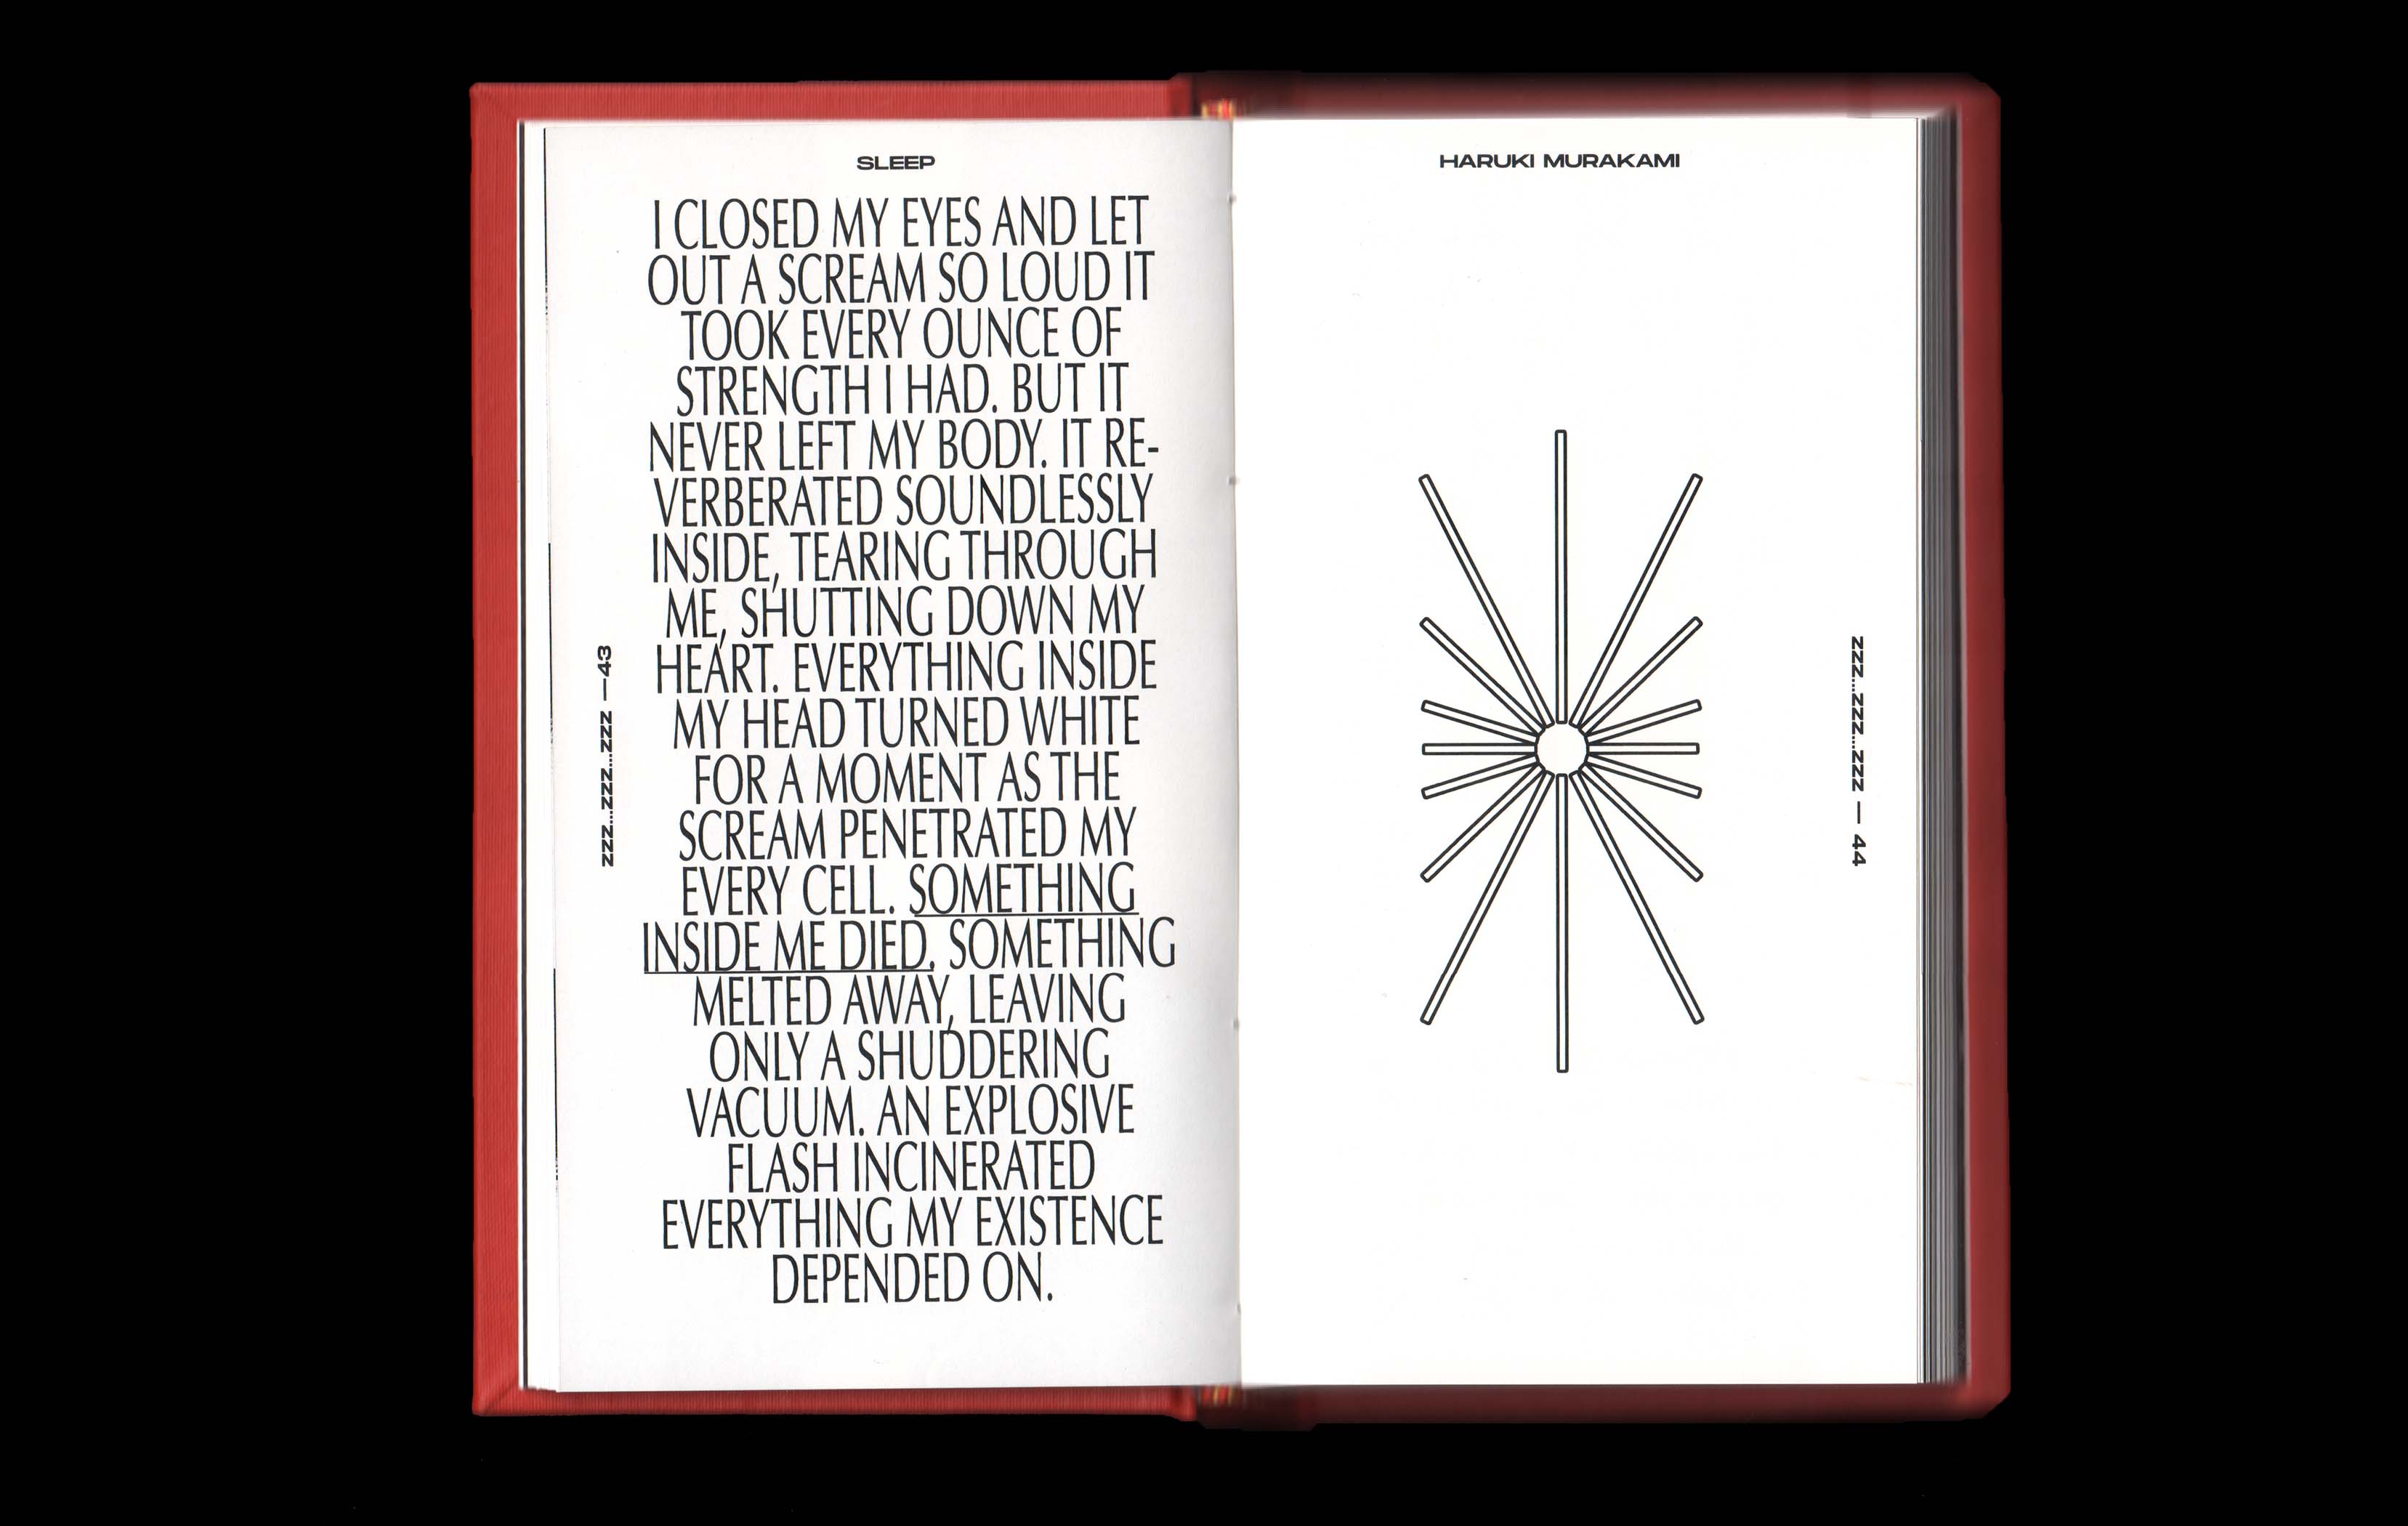 SLEEP
I CLOSED MY EYES AND LET
OUT A SCREAM SO LOUD IT
TOOK EVERY OUNCE OF
STRENGTH I HAD. BUT IT
NEVER LEFT MY BODY. IT RE-
VERBERATED SOUNDLESSLY
INSIDE, TEARING THROUGH
ME, SHUTTING DOWN MY
HEART. EVERYTHING INSIDE
MY HEAD TURNED WHITE
FOR A MOMENT AS THE
SCREAM PENETRATED MY
EVERY CELL. SOMETHING
INSIDE ME DIED. SOMETHING
MELTED AWAY, LEAVING
ONLY A SHUDDERING
VACUUM. AN EXPLOSIVE
FLASH INCINERATED
EVERYTHING MY EXISTENCE
DEPENDED ON.
ZZZ...ZZZ...ZZZ —43
HARUKI MURAKAMI
ZZZ...ZZZ...ZZZ — 44